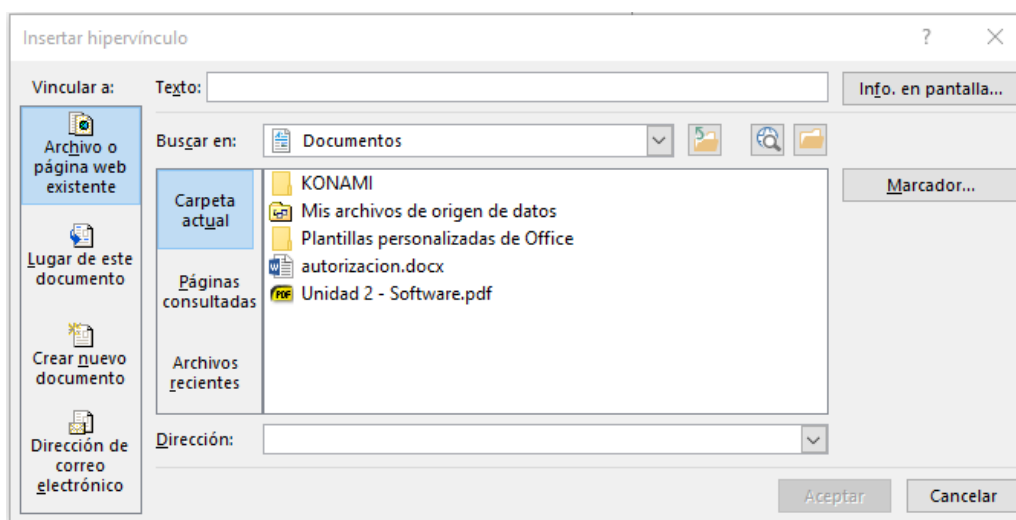 Insertar hipervínculo
?
Vincular a:
Texto:
Info. en pantalla...
Archivo o
página web
existente
Buscar en:
Documentos
Marcador...
Carpeta
actual
KONAMI
Mis archivos de origen de datos
Plantillas personalizadas de Office
autorizacion.docx
Unidad 2 - Software.pdf
Lugar de este
documento
Páginas
consultadas
Crear nuevo
documento
Archivos
recientes
Dirección de
correo
electrónico
Dirección:
Aceptar
Cancelar